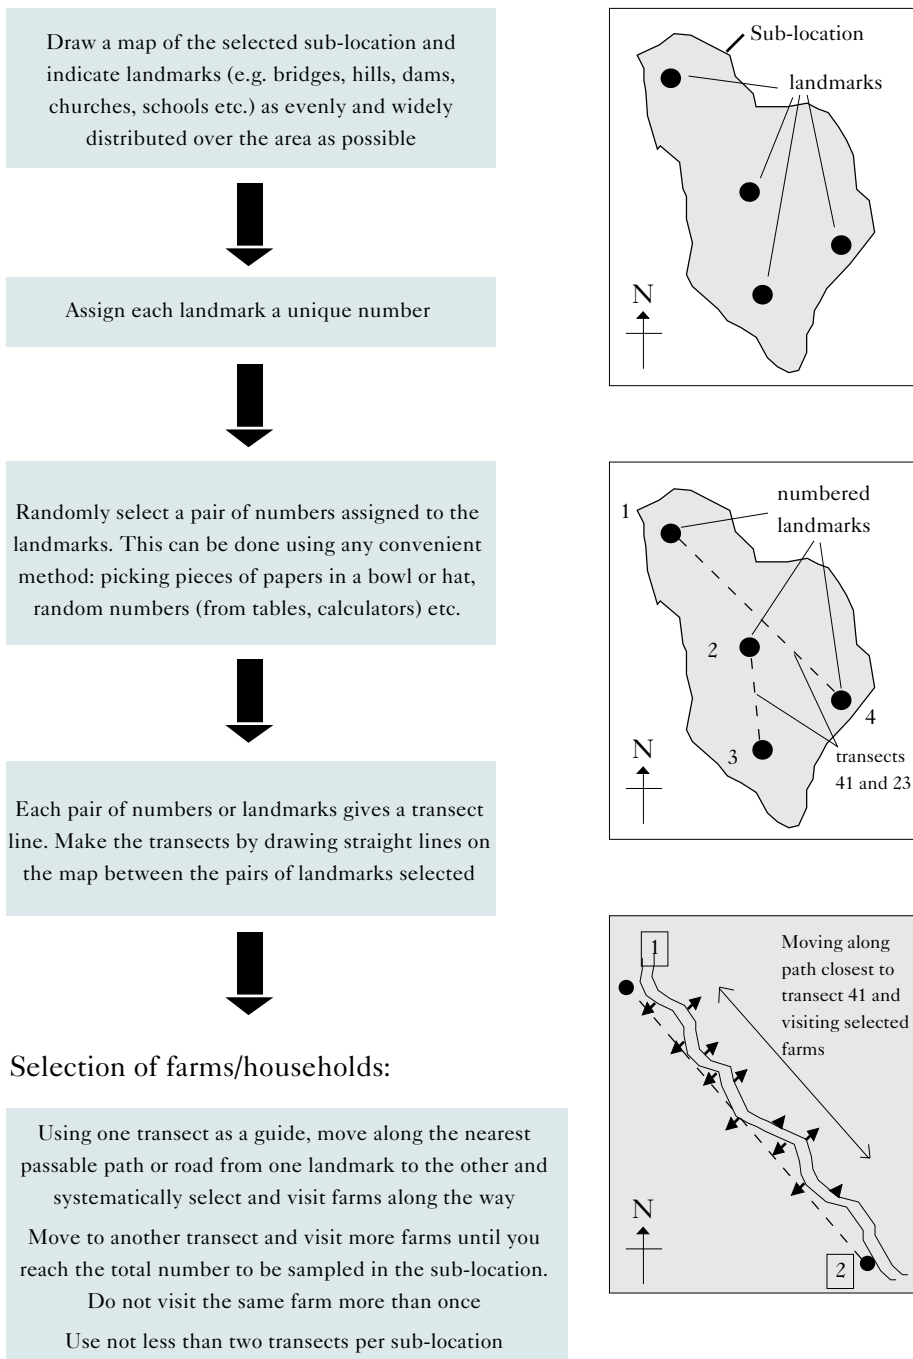 Draw a map of the selected sub-location and
indicate landmarks (e.g. bridges, hills, dams,
churches, schools etc.) as evenly and widely
distributed over the area as possible
Sub-location
landmarks
N
Assign each landmark a unique number
Randomly select a pair of numbers assigned to the
landmarks. This can be done using any convenient
method: picking pieces of papers in a bowl or hat,
random numbers (from tables, calculators) etc.
1
numbered
landmarks
2
4
3
N
transects
41 and 23
Each pair of numbers or landmarks gives a transect
line. Make the transects by drawing straight lines on
the map between the pairs of landmarks selected
1
Moving along
path closest to
transect 41 and
visiting selected
farms
N
2
Selection of farms/households:
Using one transect as a guide, move along the nearest
passable path or road from one landmark to the other and
systematically select and visit farms along the way
Move to another transect and visit more farms until you
reach the total number to be sampled in the sub-location.
Do not visit the same farm more than once
Use not less than two transects per sub-location